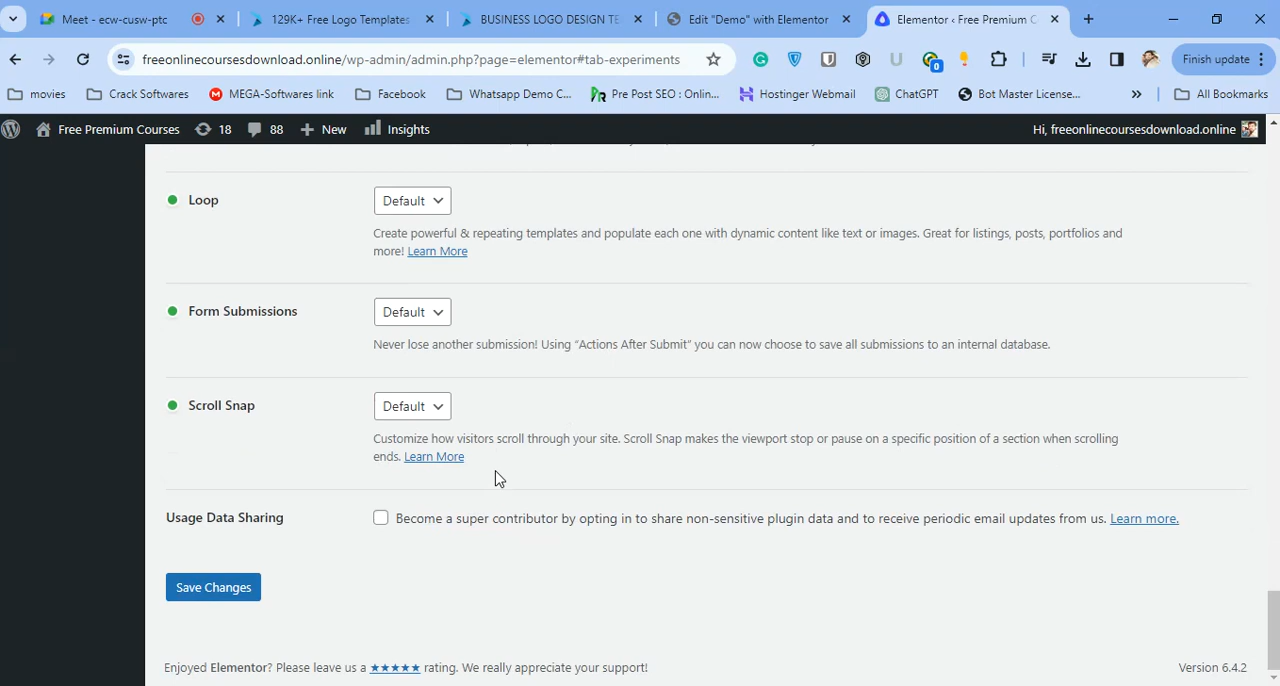 Meet - ecw-cusw-ptc
129K+ Free Logo Templates
BUSINESS LOGO DESIGN TE
Edit "Demo" with Elementor
Elementor ‹ Free Premium C
freeonlinecoursesdownload.online/wp-admin/admin.php?page=elementor#tab-experiments
0
Finish update
movies
Crack Softwares
MEGA-Softwares link
Facebook
Whatsapp Demo C...
Pre Post SEO : Onlin...
Hostinger Webmail
ChatGPT
Bot Master License...
»
All Bookmarks
Free Premium Courses
18
88
New
Insights
Hi, freeonlinecoursesdownload.online
Loop
Default
Create powerful & repeating templates and populate each one with dynamic content like text or images. Great for listings, posts, portfolios and
more! Learn More
Form Submissions
Default
Never lose another submission! Using “Actions After Submit” you can now choose to save all submissions to an internal database.
Scroll Snap
Default
Customize how visitors scroll through your site. Scroll Snap makes the viewport stop or pause on a specific position of a section when scrolling
ends. Learn More
Usage Data Sharing
Become a super contributor by opting in to share non-sensitive plugin data and to receive periodic email updates from us. Learn more.
Save Changes
Enjoyed Elementor? Please leave us a ★★★★★ rating. We really appreciate your support!
Version 6.4.2